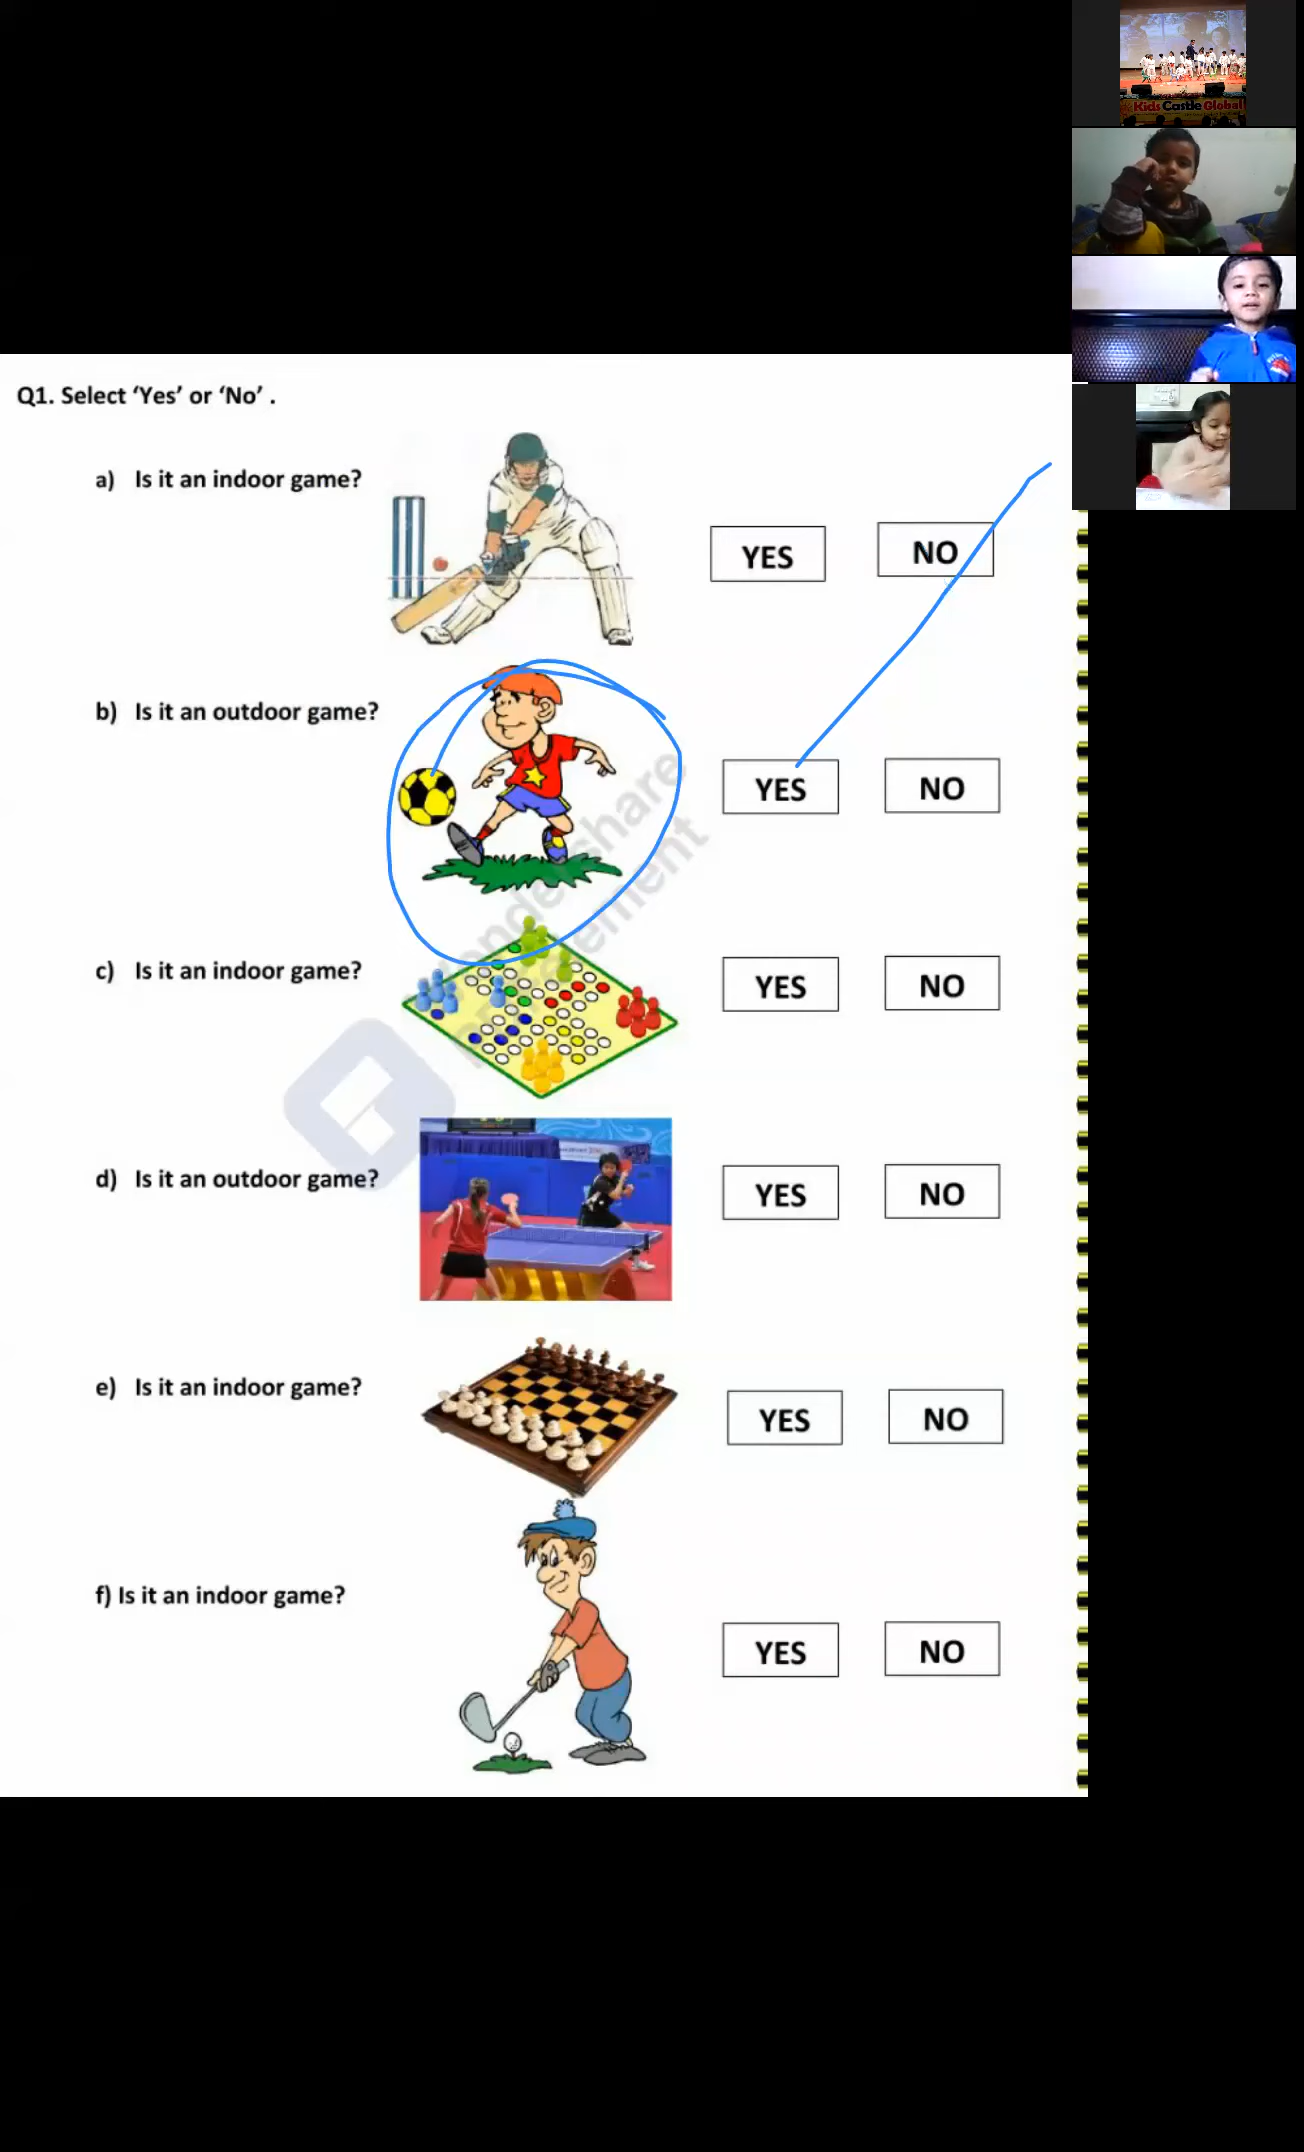 Kids Castle Global
Q1. Select ‘Yes’ or ‘No’ .
a) Is it an indoor game?
YES NO
b) Is it an outdoor game?
YES NO
c) Is it an indoor game?
YES NO
d) Is it an outdoor game?
YES NO
e) Is it an indoor game?
YES NO
f) Is it an indoor game?
YES NO